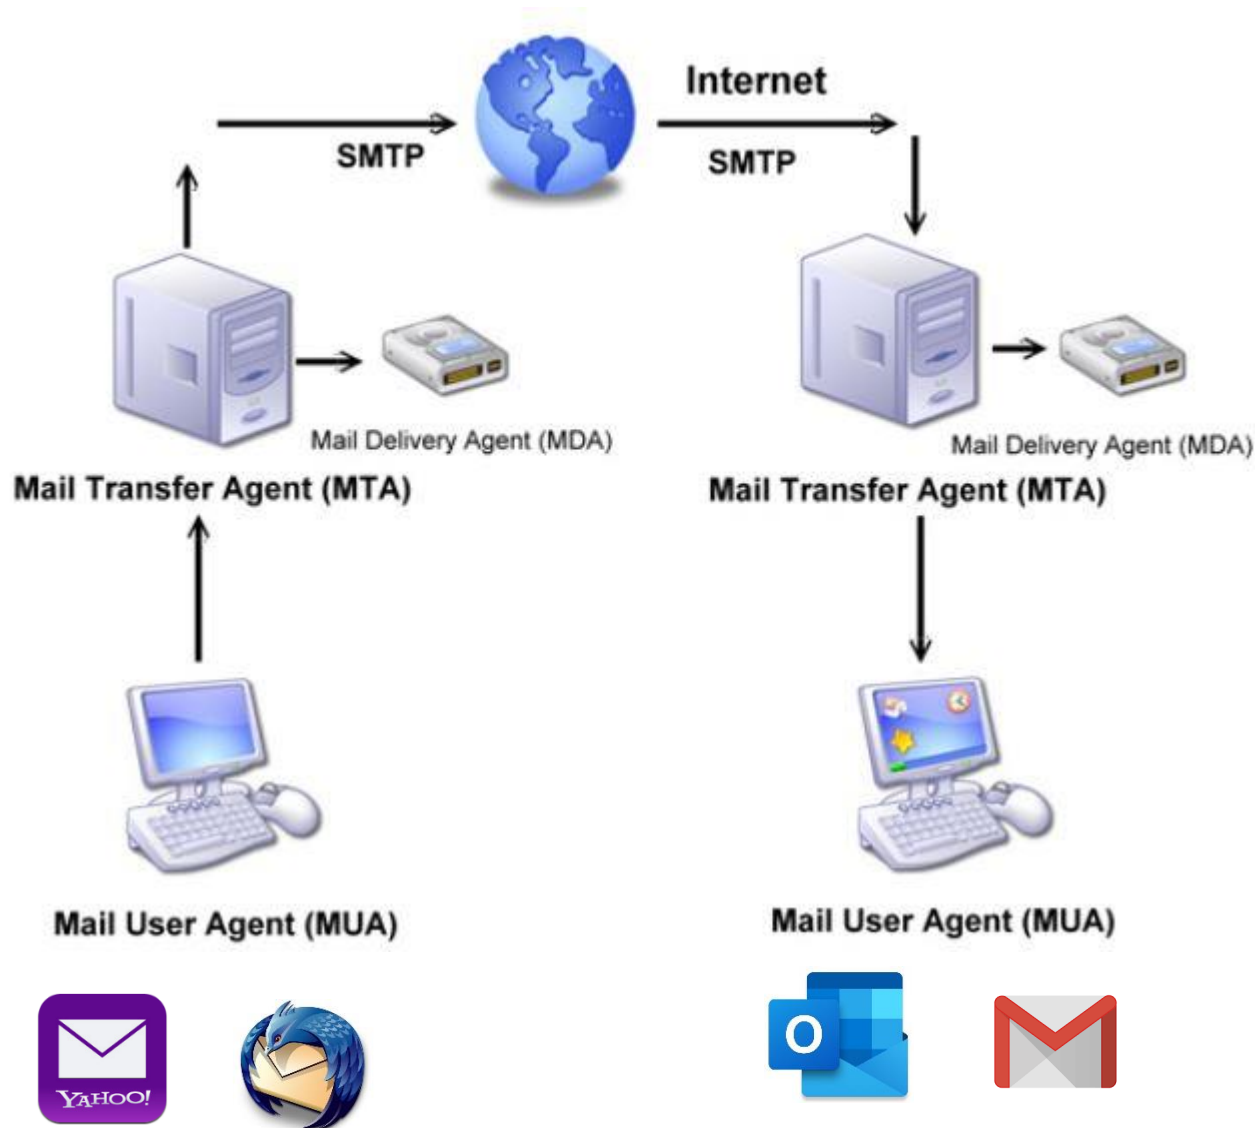 Internet
SMTP
SMTP
Mail Delivery Agent (MDA)
Mail Transfer Agent (MTA)
Mail Delivery Agent (MDA)
Mail Transfer Agent (MTA)
Mail User Agent (MUA)
Mail User Agent (MUA)
YAHOO!
O